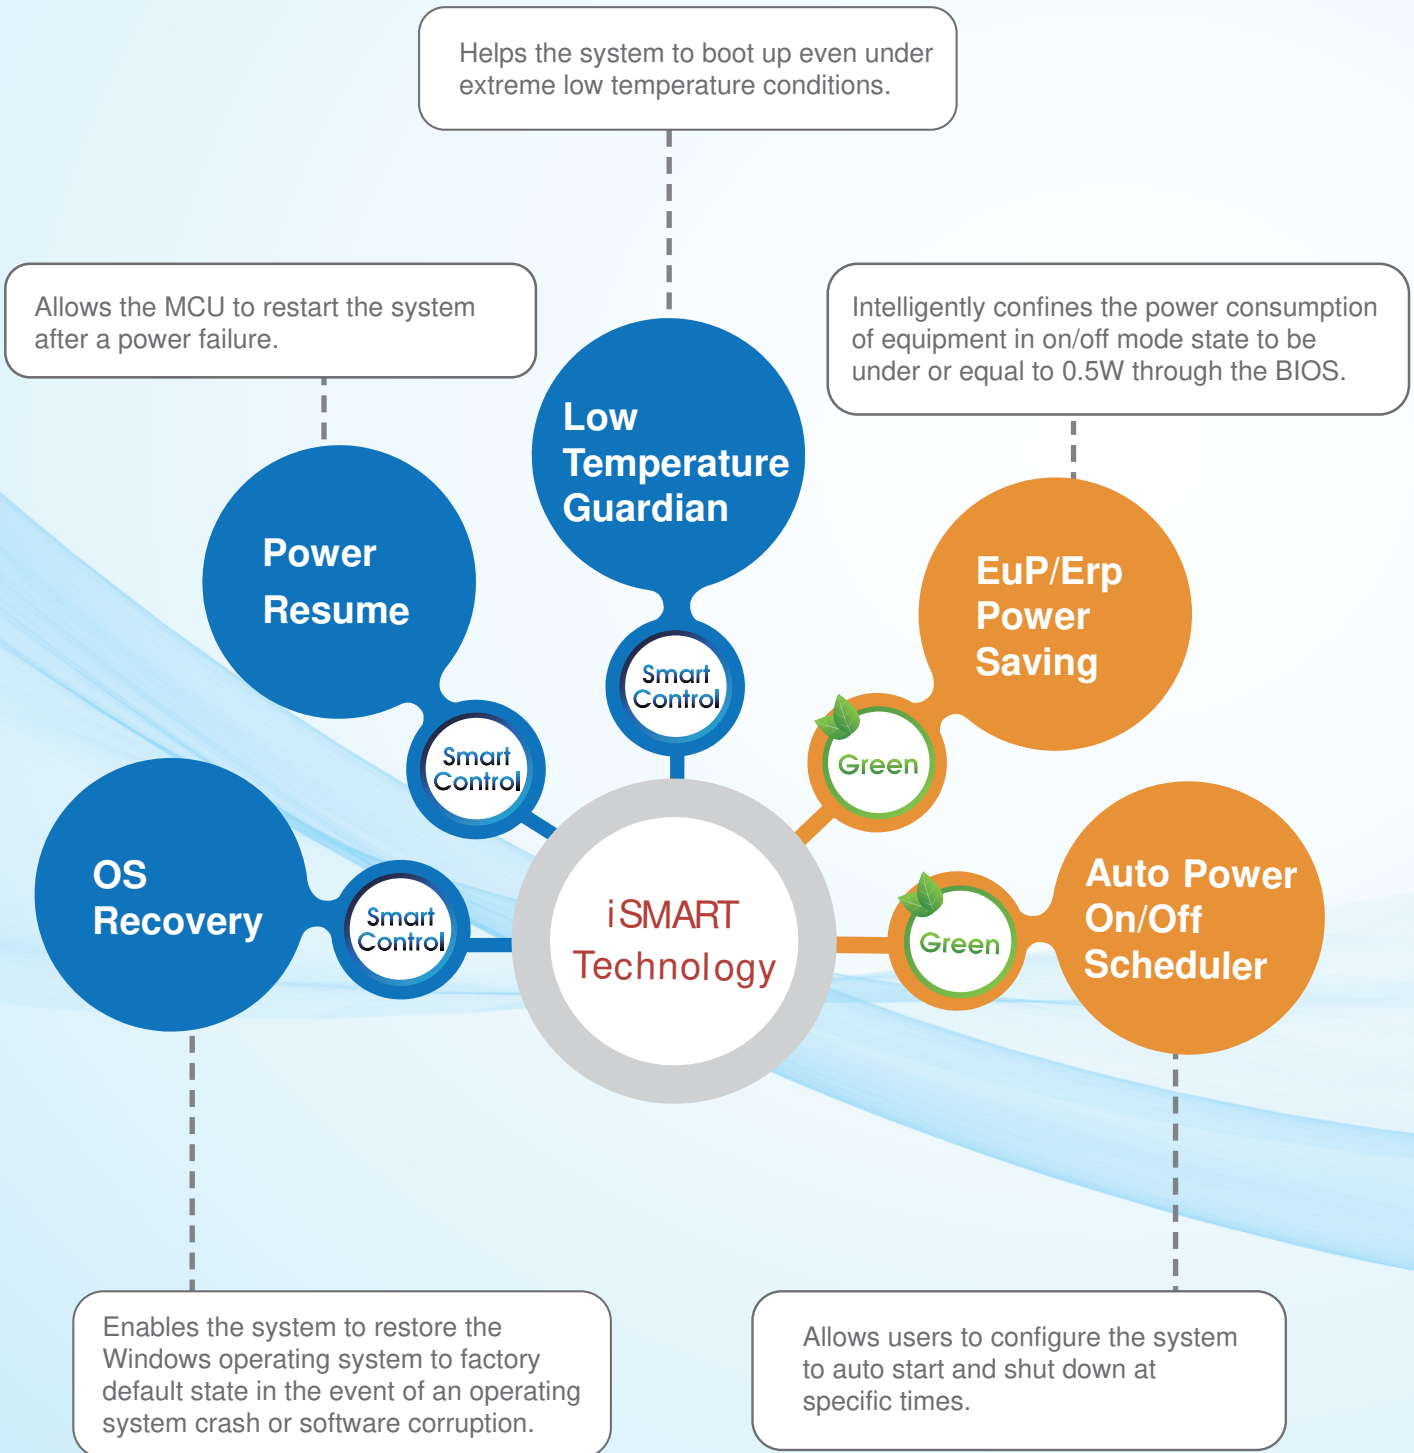 Helps the system to boot up even under
extreme low temperature conditions.
Allows the MCU to restart the system
after a power failure.
Intelligently confines the power consumption
of equipment in on/off mode state to be
under or equal to 0.5W through the BIOS.
Low
Temperature
Guardian
Power
Resume
EuP/Erp
Power
Saving
Smart
Control
Smart
Control
Green
OS
Recovery
Smart
Control
iSMART
Technology
Green
Auto Power
On/Off
Scheduler
Enables the system to restore the
Windows operating system to factory
default state in the event of an operating
system crash or software corruption.
Allows users to configure the system
to auto start and shut down at
specific times.